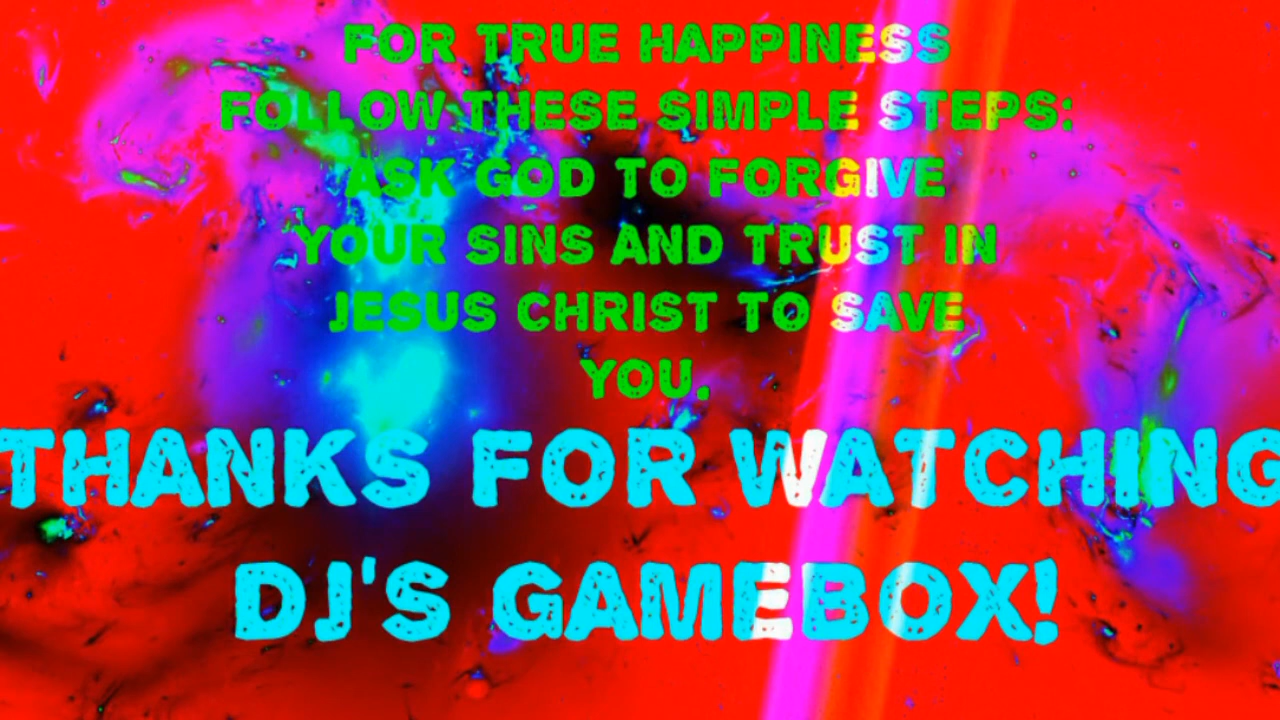 FOR TRUE HAPPINESS
FOLLOW THESE SIMPLE STEPS:
ASK GOD TO FORGIVE
YOUR SINS AND TRUST IN
JESUS CHRIST TO SAVE
YOU.
THANKS FOR WATCHING
DJ'S GAMEBOX!